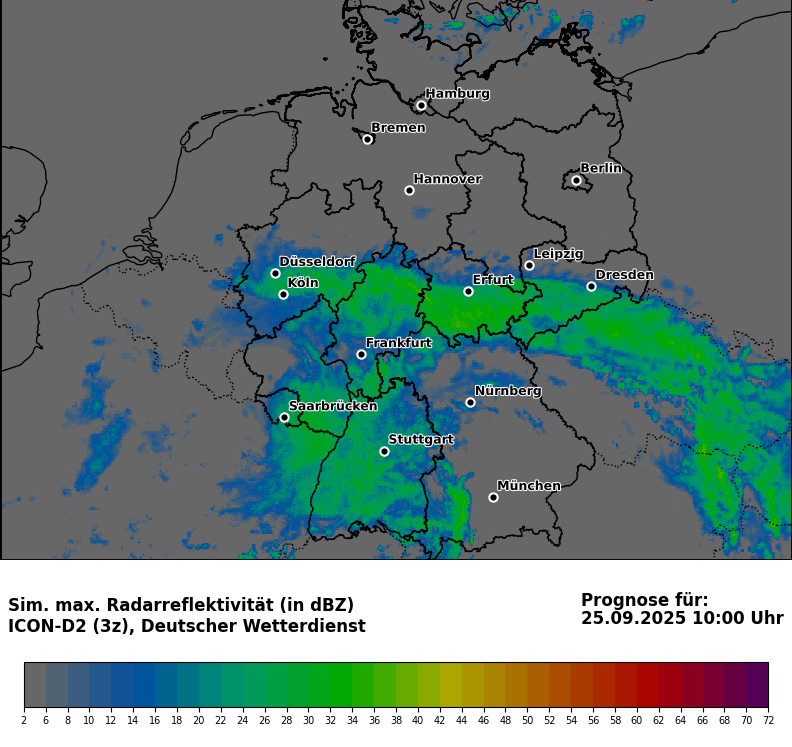 Hamburg
Bremen
Berlin
Hannover
Leipzig
Düsseldorf
Dresden
Köln
Erfurt
Frankfurt
Nürnberg
Saarbrücken
Stuttgart
München
Sim. max. Radarreflektivität (in dBZ)
ICON-D2 (3z), Deutscher Wetterdienst
Prognose für:
25.09.2025 10:00 Uhr
2 6 8 10 12 14 16 18 20 22 24 26 28 30 32 34 36 38 40 42 44 46 48 50 52 54 56 58 60 62 64 66 68 70 72